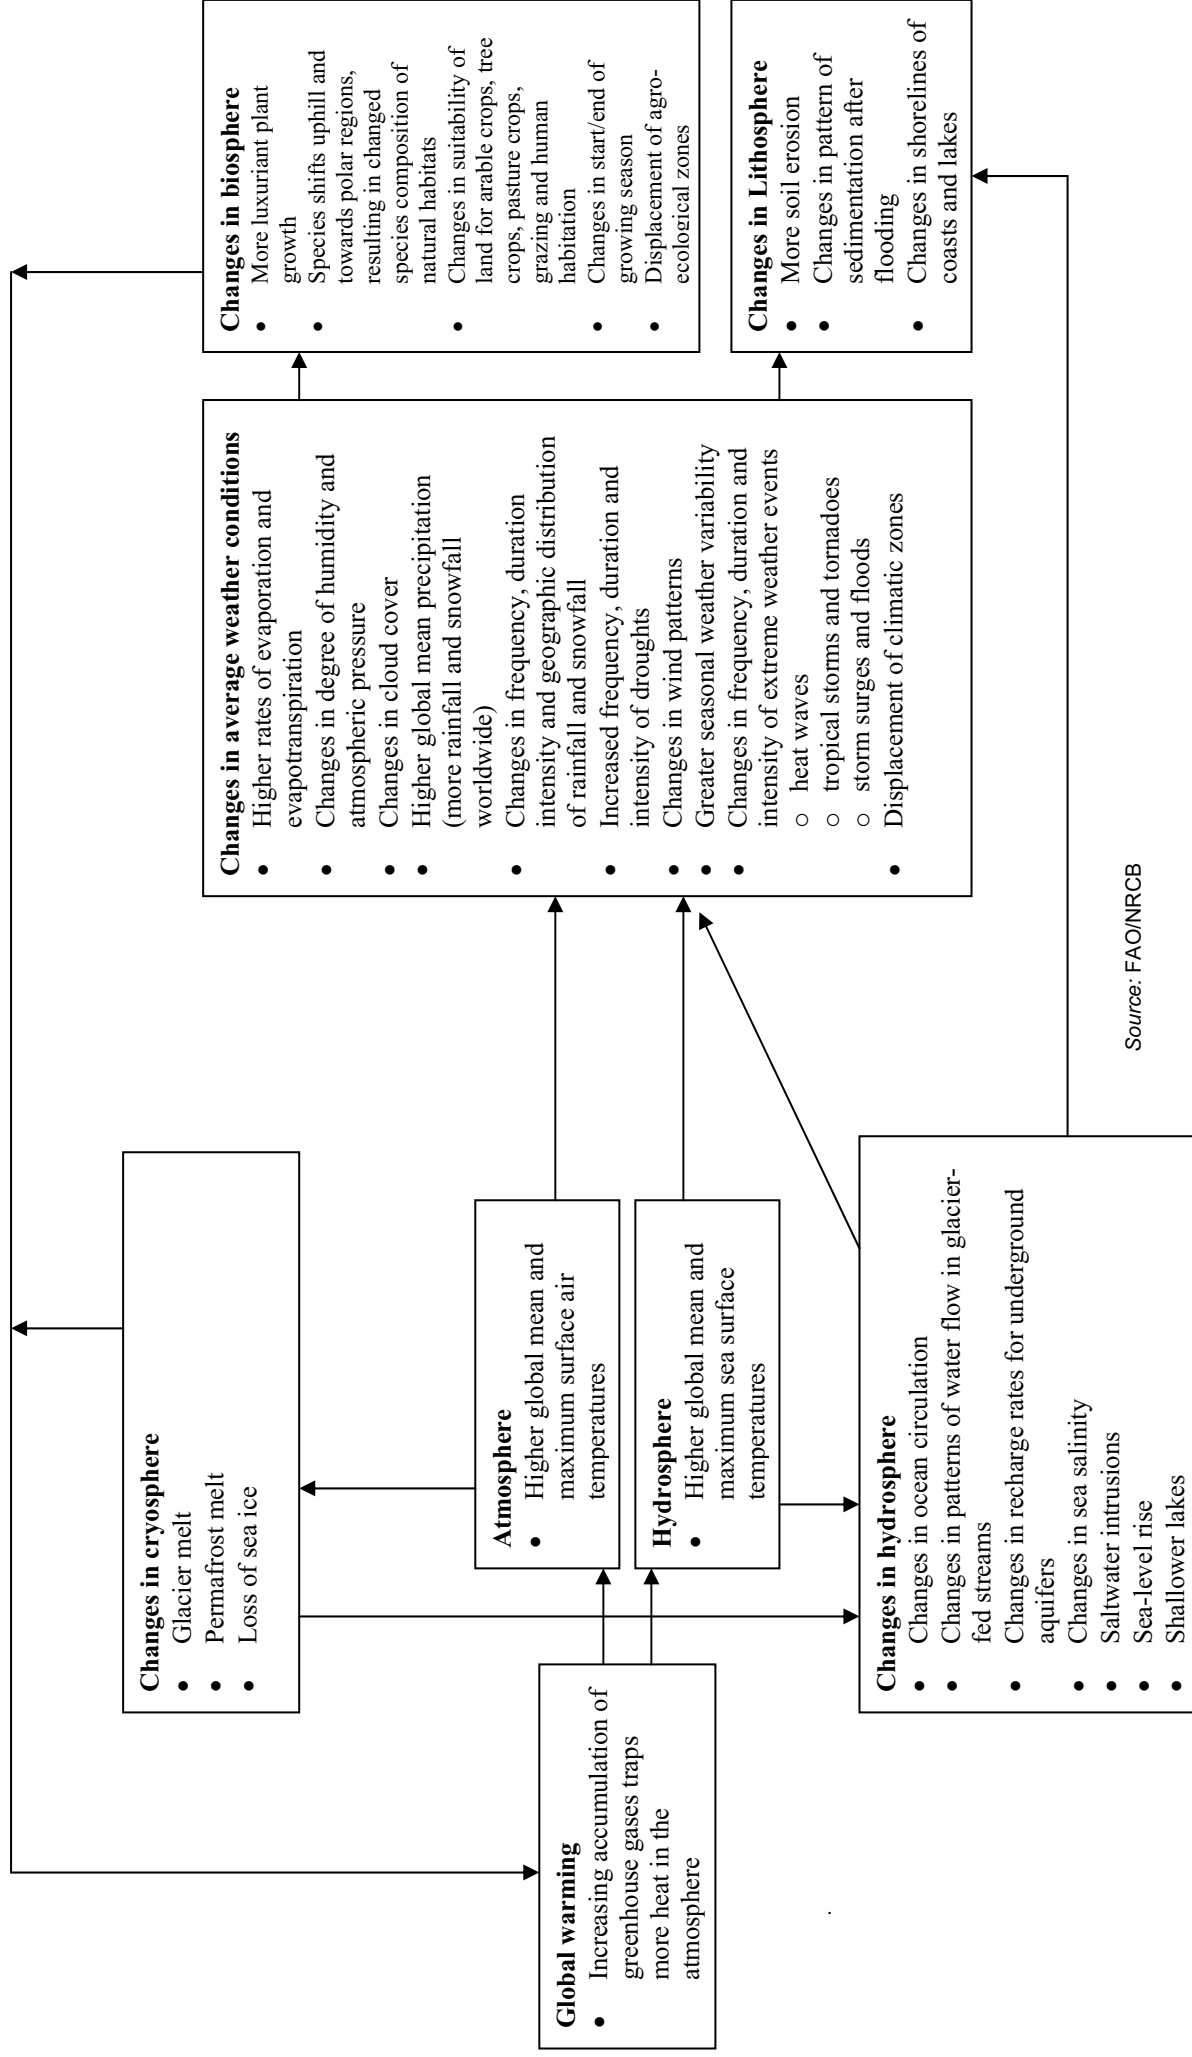 Global warming
• Increasing accumulation of
greenhouse gases traps
more heat in the
atmosphere
Changes in cryosphere
• Glacier melt
• Permafrost melt
• Loss of sea ice
Atmosphere
• Higher global mean and
maximum surface air
temperatures
Hydrosphere
• Higher global mean and
maximum sea surface
temperatures
Changes in hydrosphere
• Changes in ocean circulation
• Changes in patterns of water flow in glacier-
fed streams
• Changes in recharge rates for underground
aquifers
• Changes in sea salinity
• Saltwater intrusions
• Sea-level rise
• Shallower lakes
Changes in average weather conditions
• Higher rates of evaporation and
evapotranspiration
• Changes in degree of humidity and
atmospheric pressure
• Changes in cloud cover
• Higher global mean precipitation
(more rainfall and snowfall
worldwide)
• Changes in frequency, duration
intensity and geographic distribution
of rainfall and snowfall
• Increased frequency, duration and
intensity of droughts
• Changes in wind patterns
• Greater seasonal weather variability
• Changes in frequency, duration and
intensity of extreme weather events
○ heat waves
○ tropical storms and tornadoes
○ storm surges and floods
• Displacement of climatic zones
Changes in biosphere
• More luxuriant plant
growth
• Species shifts uphill and
towards polar regions,
resulting in changed
species composition of
natural habitats
• Changes in suitability of
land for arable crops, tree
crops, pasture crops,
grazing and human
habitation
• Changes in start/end of
growing season
• Displacement of agro-
ecological zones
Changes in Lithosphere
• More soil erosion
• Changes in pattern of
sedimentation after
flooding
• Changes in shorelines of
coasts and lakes
Source: FAO/NRCB
.